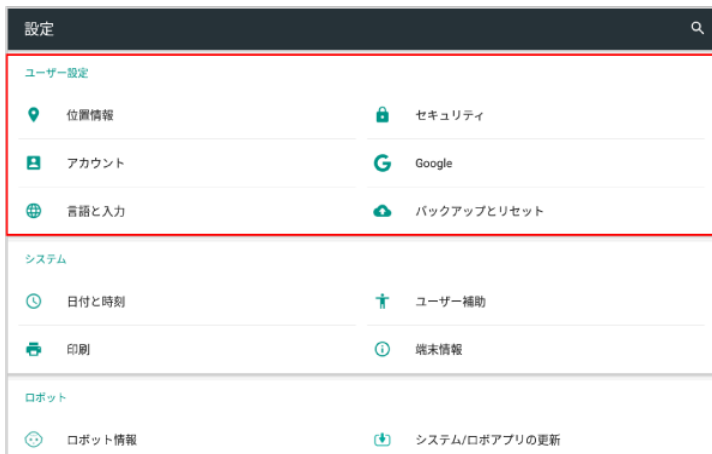 設定
ユーザー設定
位置情報
セキュリティ
アカウント
Google
言語と入力
バックアップとリセット
システム
日付と時刻
ユーザー補助
印刷
端末情報
ロボット
ロボット情報
システム/ロボアプリの更新